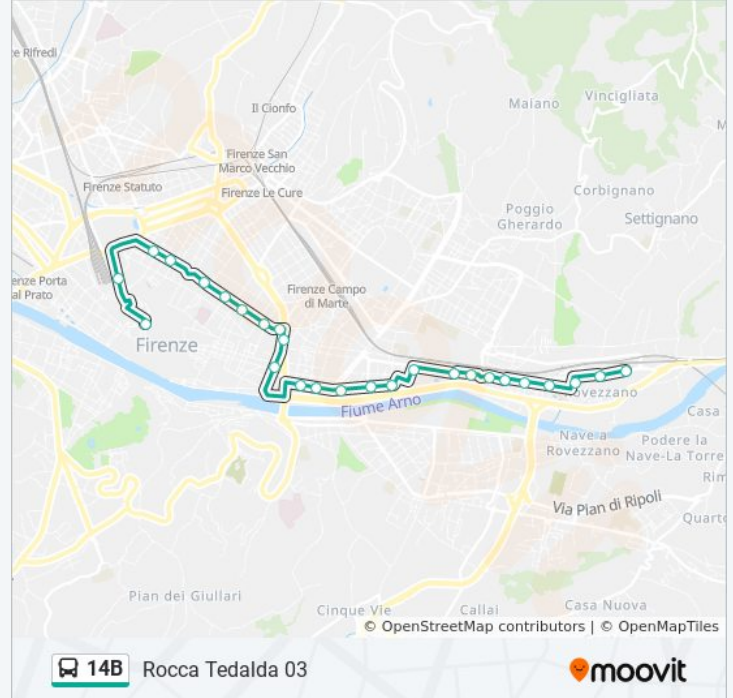 e Rifredi
Il Cionfo
Maiano
Vincigliata
M
Firenze San
Marco Vecchio
Firenze Statuto
Firenze Le Cure
Corbignano
Poggio
Gherardo
Settignano
enze Porta
al Prato
Firenze Campo
di Marte
Firenze
Fiume Arno
Rovezzano
Casa
Nave a
Rovezzano
Podere la
Nave-La Torre
Rim
Via Pian di Ripoli
Quarto
Pian dei Giullari
Cinque Vie
Callai
Casa Nuova
© OpenStreetMap contributors | © OpenMapTiles
14B
Rocca Tedalda 03
moovit